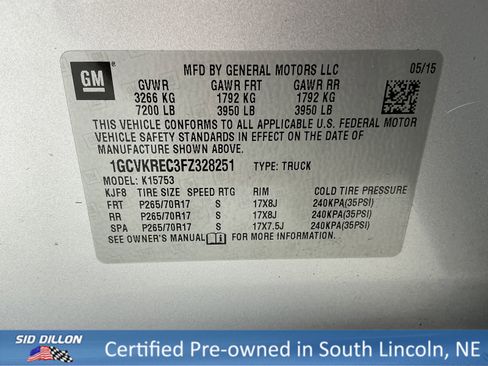 GM
MFD BY GENERAL MOTORS LLC 05/15
GVWR GAWR FRT GAWR RR
3266 KG 1792 KG 1792 KG
7200 LB 3950 LB 3950 LB
THIS VEHICLE CONFORMS TO ALL APPLICABLE U.S. FEDERAL MOTOR
VEHICLE SAFETY STANDARDS IN EFFECT ON THE DATE OF
MANUFACTURE SHOWN ABOVE.
1GCVKREC3FZ328251 TYPE: TRUCK
MODEL: K15753
KJF8 TIRE SIZE SPEED RTG RIM COLD TIRE PRESSURE
FRT P265/70R17 S 17X8J 240KPA(35PSI)
RR P265/70R17 S 17X8J 240KPA(35PSI)
SPA P265/70R17 S 17X7.5J 240KPA(35PSI)
SEE OWNER'S MANUAL FOR MORE INFORMATION.
SID DILLON
Certified Pre-owned in South Lincoln, NE